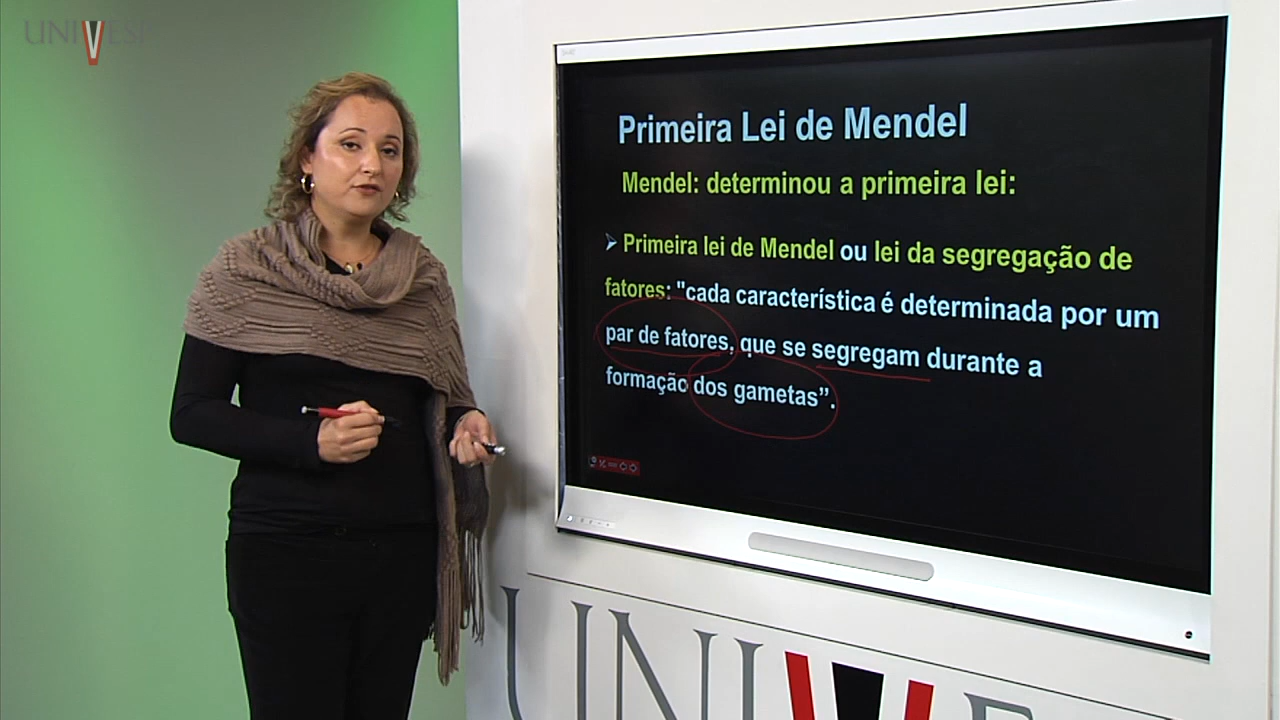 UNIVESP
Primeira Lei de Mendel
Mendel: determinou a primeira lei:
Primeira lei de Mendel ou lei da segregação de
fatores: "cada característica é determinada por um
par de fatores, que se segregam durante a
formação dos gametas”.
UNIVE